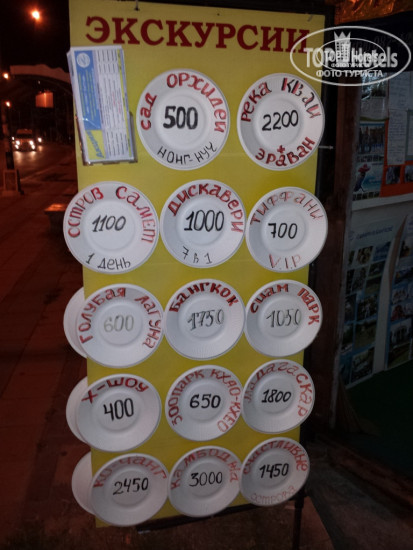 ЭКСКУРСИИ
TOPHotels
ФОТО ТУРИСТА
САД ОРХИДЕЙ
500
НОНГ-НУЧ
РЕКА КВАЙ
2200
+ ЭРАВАН
ОСТРОВ САМЕТ
1100
1 ДЕНЬ
ДИСКАВЕРИ
1000
7 В 1
ТИФФАНИ
700
V.I.P
ГОЛУБАЯ ЛАГУНА
600
БАНГКОК
1750
СИАМ ПАРК
1050
Х-ШОУ
400
ЗООПАРК КХАО-КХЕО
650
МАДАГАСКАР
1800
КО-ЧАНГ
2450
КАМБОДЖА
3000
СЧАСТЛИВЫЕ
1450
ОСТРОВА